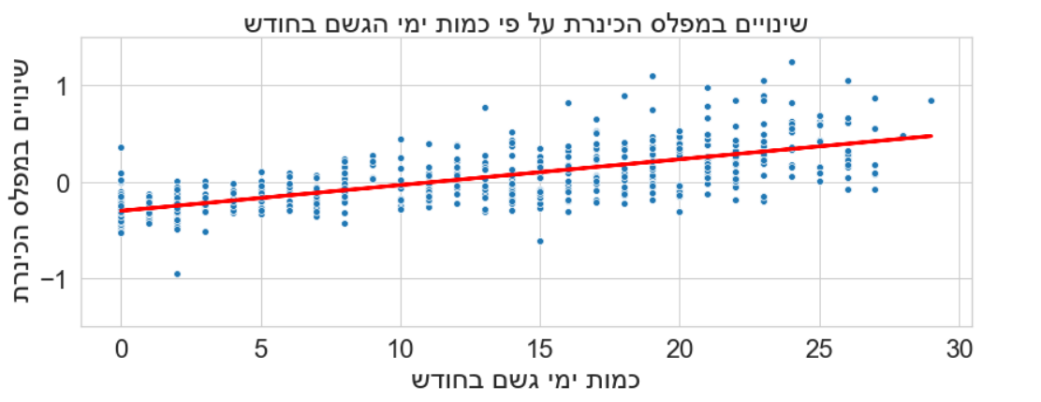 שינויים במפלס הכינרת על פי כמות ימי הגשם בחודש
שינויים במפלס הכינרת
1
0
−1
0 5 10 15 20 25 30
כמות ימי גשם בחודש